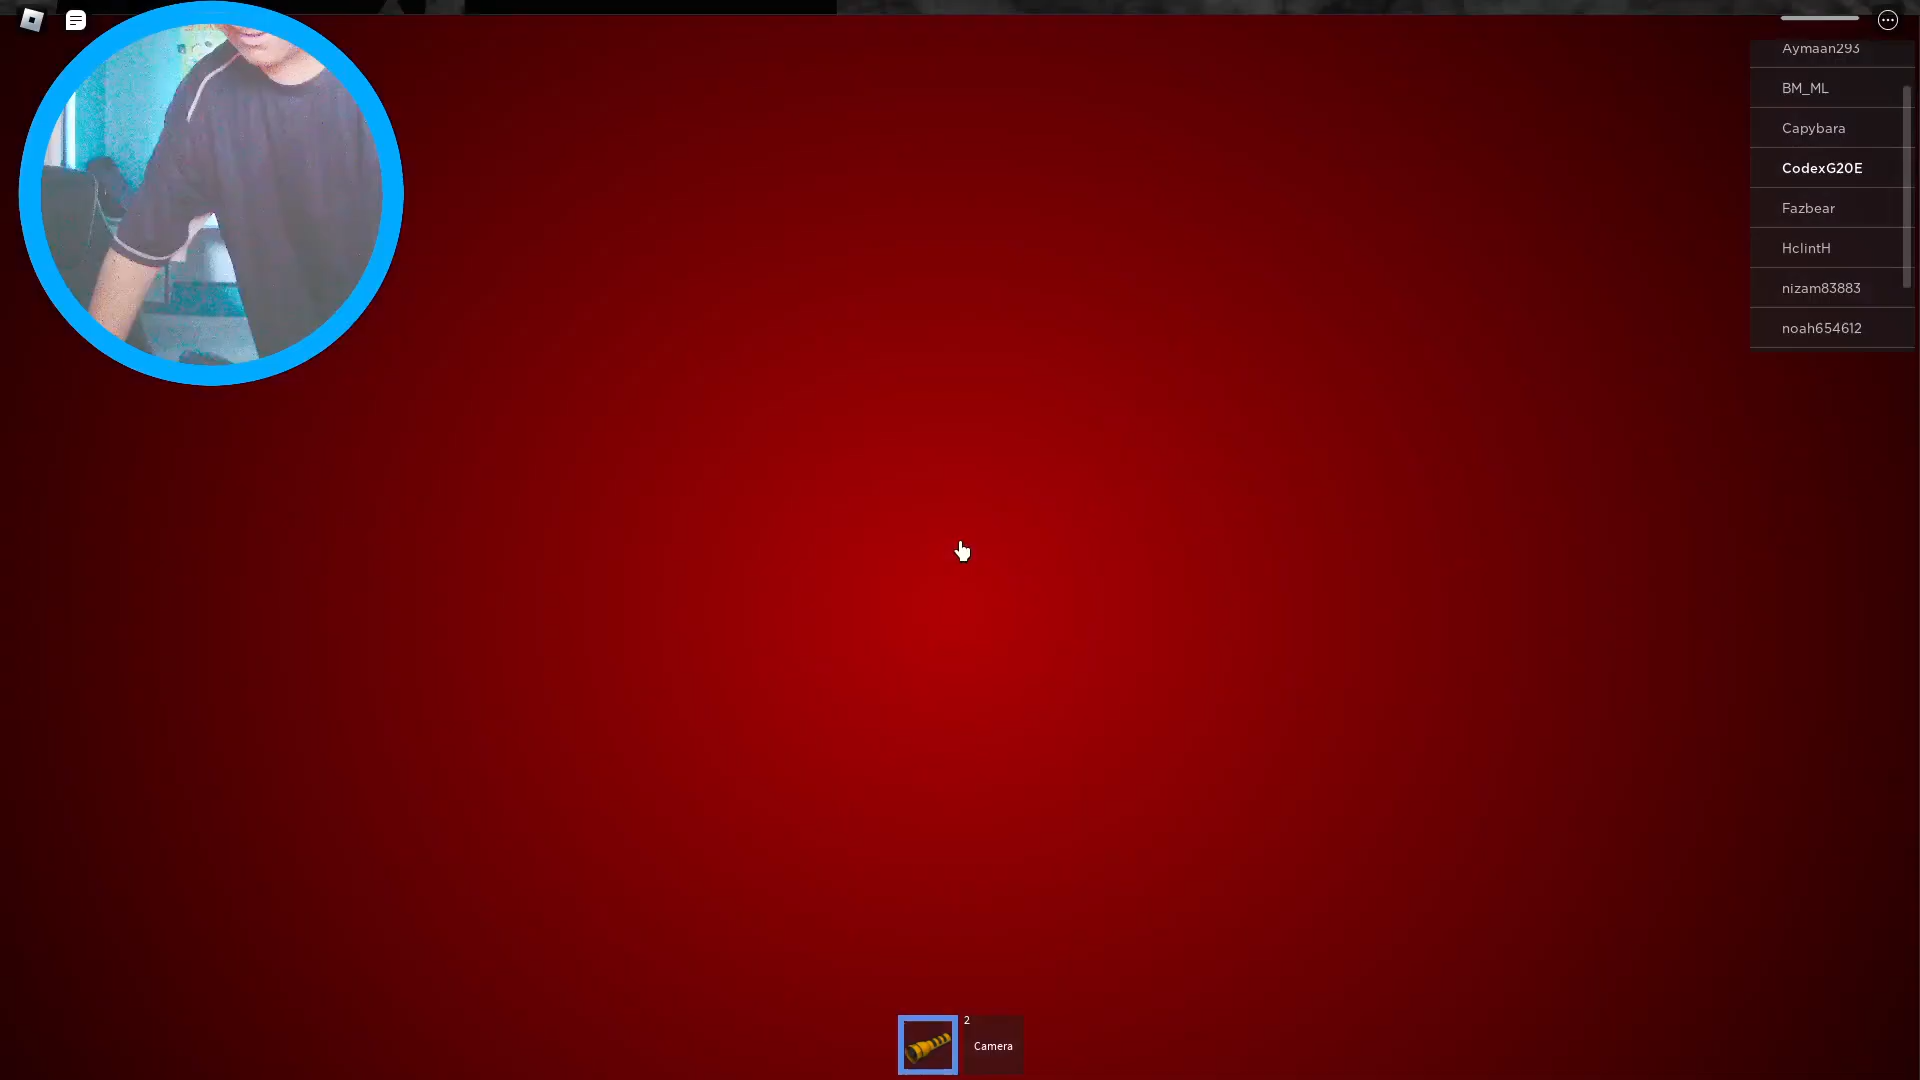 Aymaan293
BM_ML
Capybara
CodexG20E
Fazbear
HclintH
nizam83883
noah654612
2
Camera